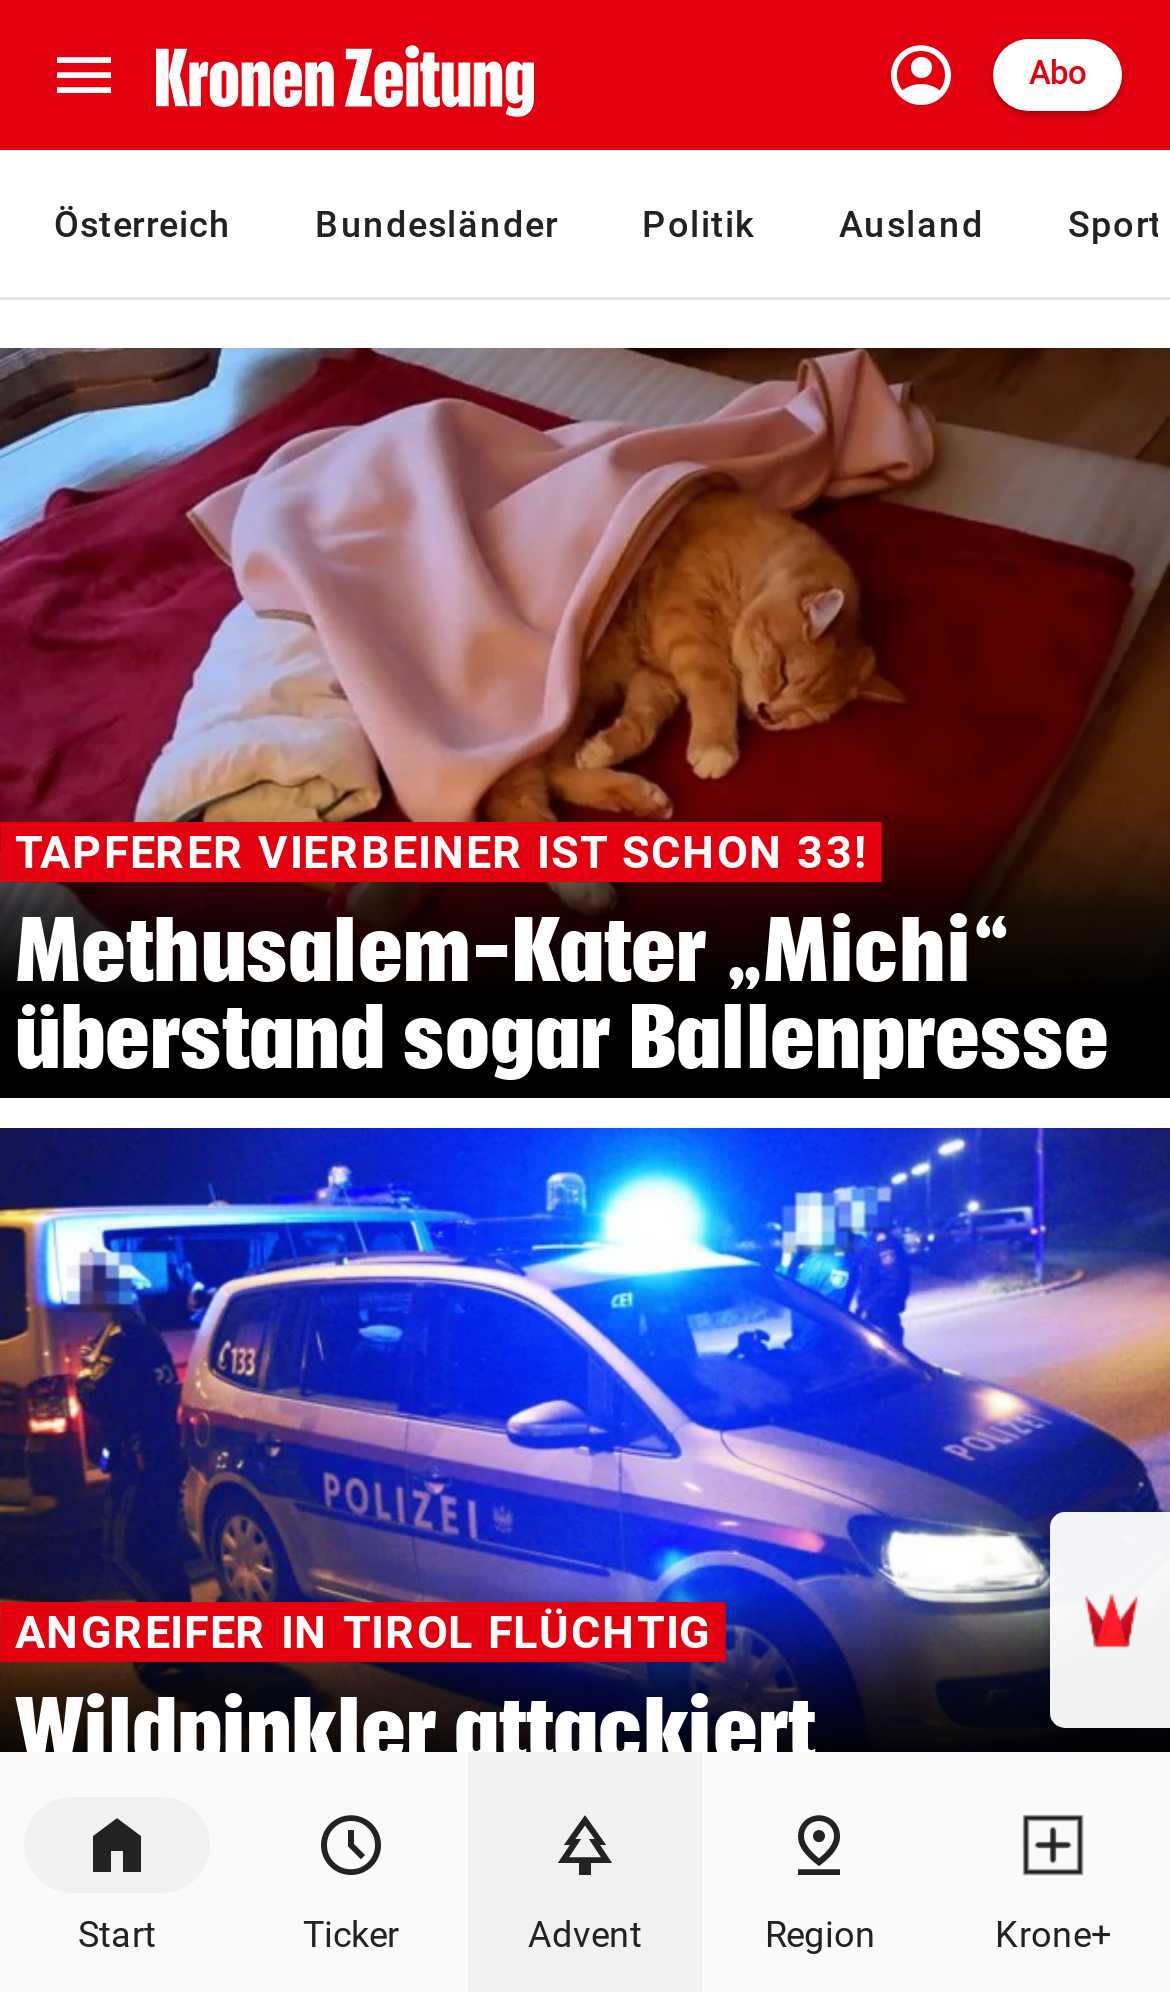 Kronen Zeitung
Abo
Österreich Bundesländer Politik Ausland Sport
TAPFERER VIERBEINER IST SCHON 33!
Methusalem-Kater „Michi“
überstand sogar Ballenpresse
133
POLIZEI
POLIZEI
ANGREIFER IN TIROL FLÜCHTIG
Wildpinkler attackiert
Start Ticker Advent Region Krone+